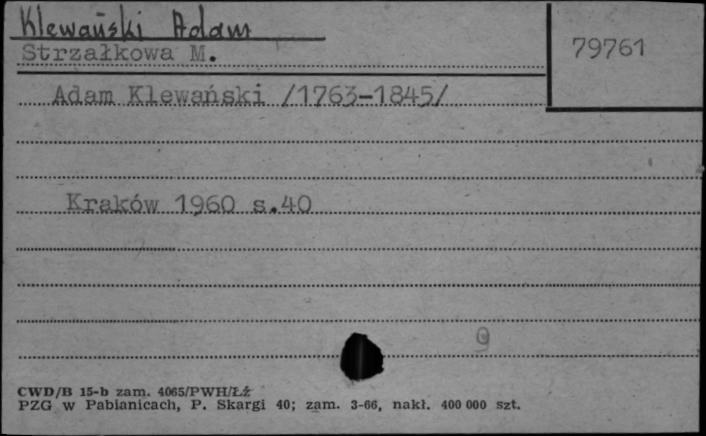 Klewański Adam
Strzałkowa M.
79761
Adam Klewański /1763-1845/
Kraków 1960 s.40
9
CWD/B 15-b zam. 4065/PWH/Łż
PZG w Pabianicach, P. Skargi 40; zam. 3-66, nakł. 400 000 szt.